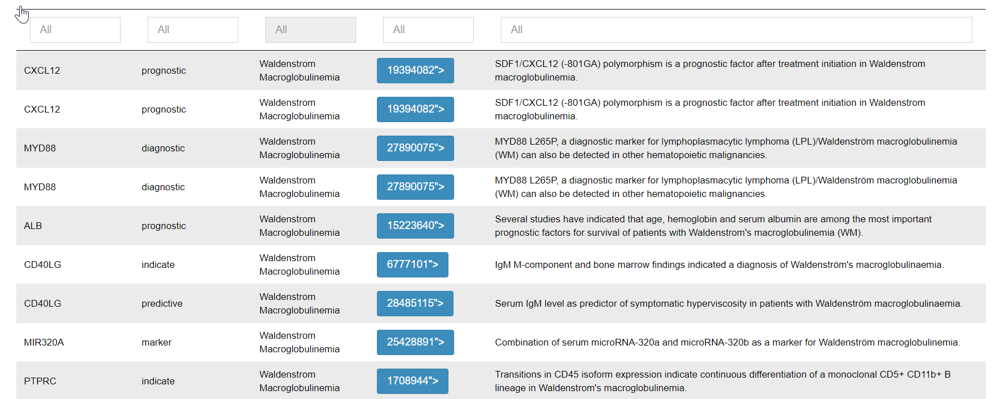 All All All All All
CXCL12 prognostic Waldenstrom Macroglobulinemia 19394082"> SDF1/CXCL12 (-801GA) polymorphism is a prognostic factor after treatment initiation in Waldenstrom macroglobulinemia.
CXCL12 prognostic Waldenstrom Macroglobulinemia 19394082"> SDF1/CXCL12 (-801GA) polymorphism is a prognostic factor after treatment initiation in Waldenstrom macroglobulinemia.
MYD88 diagnostic Waldenstrom Macroglobulinemia 27890075"> MYD88 L265P, a diagnostic marker for lymphoplasmacytic lymphoma (LPL)/Waldenström macroglobulinemia (WM) can also be detected in other hematopoietic malignancies.
MYD88 diagnostic Waldenstrom Macroglobulinemia 27890075"> MYD88 L265P, a diagnostic marker for lymphoplasmacytic lymphoma (LPL)/Waldenström macroglobulinemia (WM) can also be detected in other hematopoietic malignancies.
ALB prognostic Waldenstrom Macroglobulinemia 15223640"> Several studies have indicated that age, hemoglobin and serum albumin are among the most important prognostic factors for survival of patients with Waldenstrom's macroglobulinemia (WM).
CD40LG indicate Waldenstrom Macroglobulinemia 6777101"> IgM M-component and bone marrow findings indicated a diagnosis of Waldenström's macroglobulinaemia.
CD40LG predictive Waldenstrom Macroglobulinemia 28485115"> Serum IgM level as predictor of symptomatic hyperviscosity in patients with Waldenström macroglobulinaemia.
MIR320A marker Waldenstrom Macroglobulinemia 25428891"> Combination of serum microRNA-320a and microRNA-320b as a marker for Waldenström macroglobulinemia.
PTPRC indicate Waldenstrom Macroglobulinemia 1708944"> Transitions in CD45 isoform expression indicate continuous differentiation of a monoclonal CD5+ CD11b+ B lineage in Waldenstrom's macroglobulinemia.